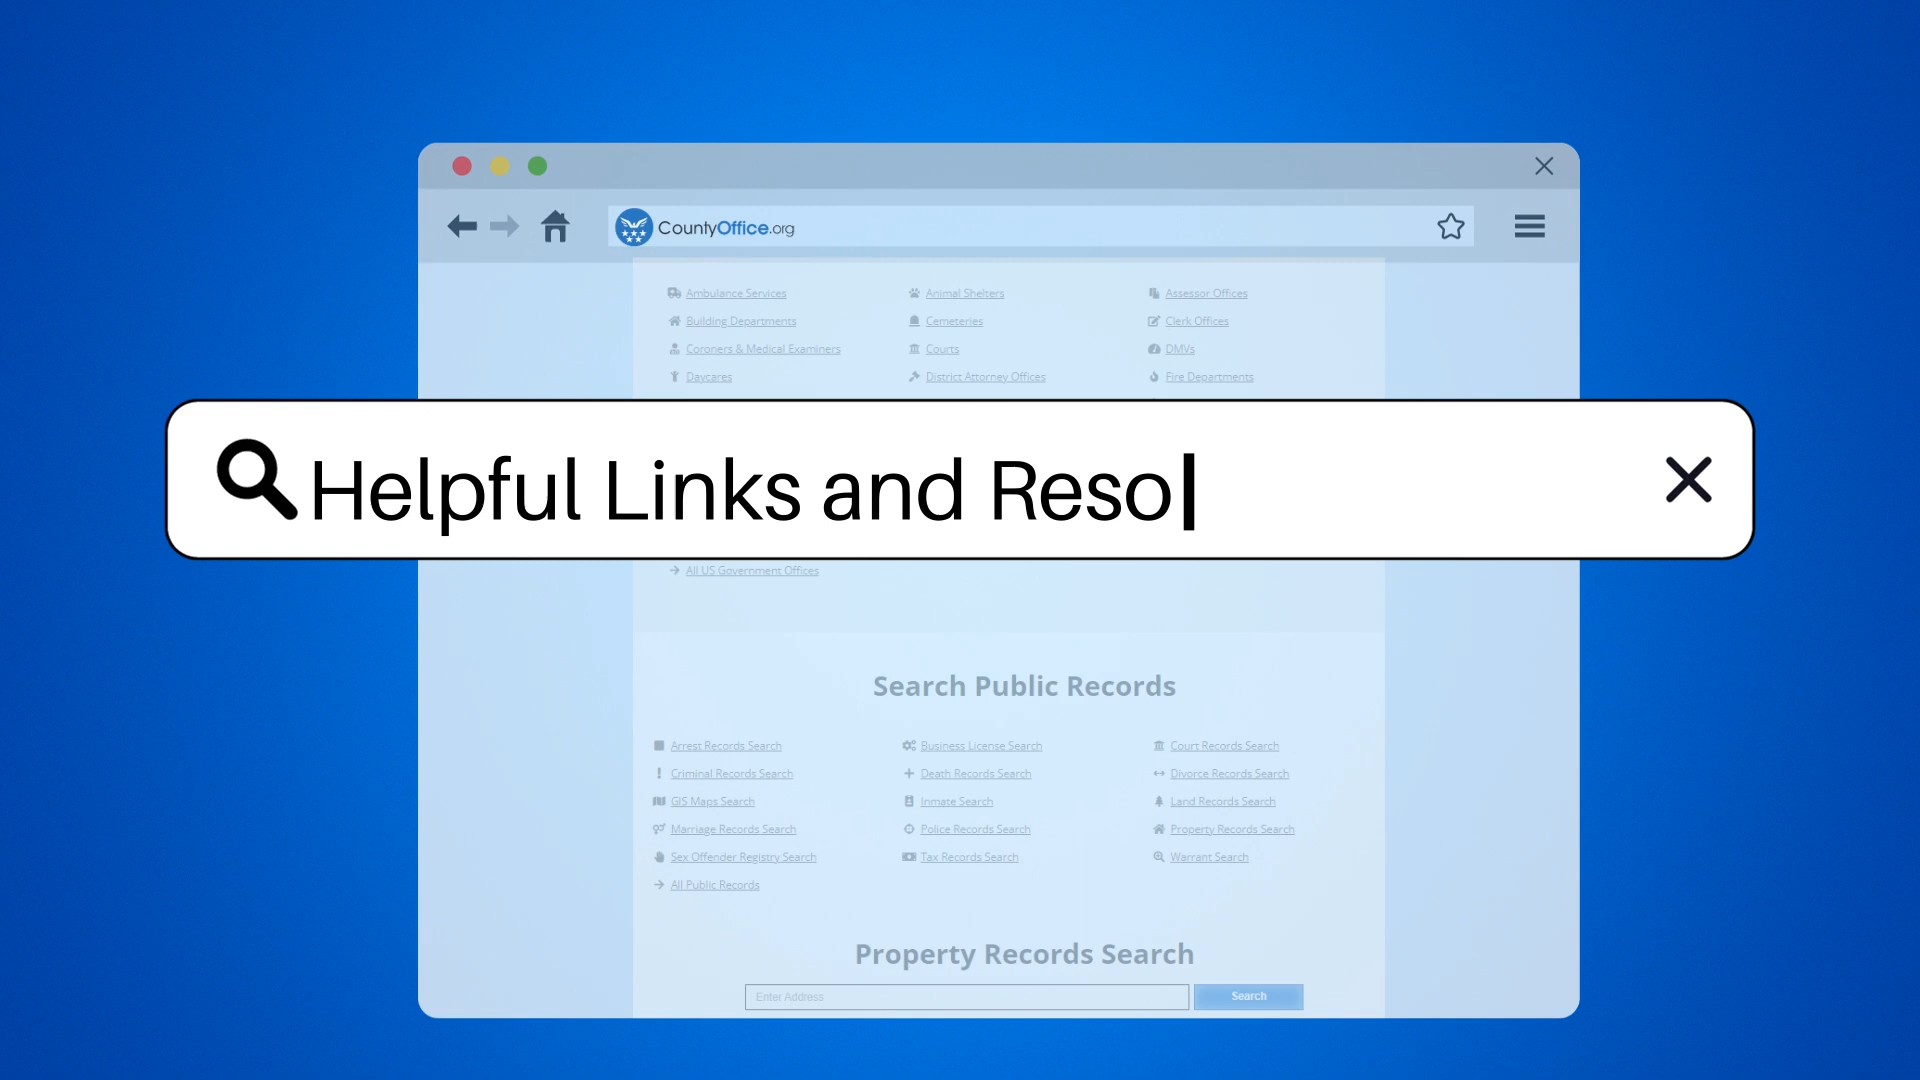 CountyOffice.org
Ambulance Services Animal Shelters Assessor Offices
Building Departments Cemeteries Clerk Offices
Coroners & Medical Examiners Courts DMVs
Daycares District Attorney Offices Fire Departments
Helpful Links and Reso
All US Government Offices
Search Public Records
Arrest Records Search Business License Search Court Records Search
Criminal Records Search Death Records Search Divorce Records Search
GIS Maps Search Inmate Search Land Records Search
Marriage Records Search Police Records Search Property Records Search
Sex Offender Registry Search Tax Records Search Warrant Search
All Public Records
Property Records Search
Enter Address Search